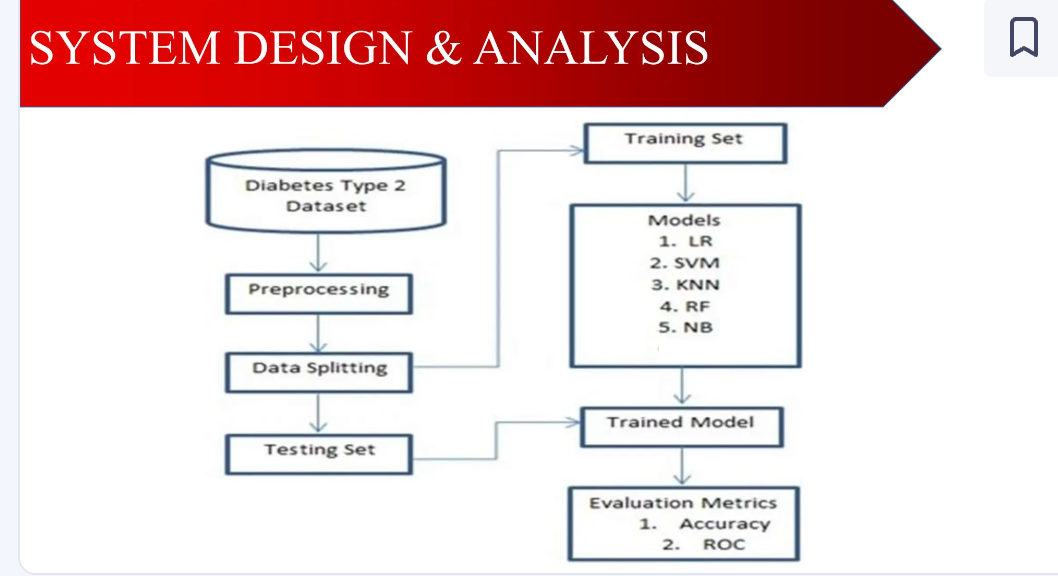 SYSTEM DESIGN & ANALYSIS
Diabetes Type 2
Dataset
Preprocessing
Data Splitting
Testing Set
Training Set
Models
1. LR
2. SVM
3. KNN
4. RF
5. NB
Trained Model
Evaluation Metrics
1. Accuracy
2. ROC